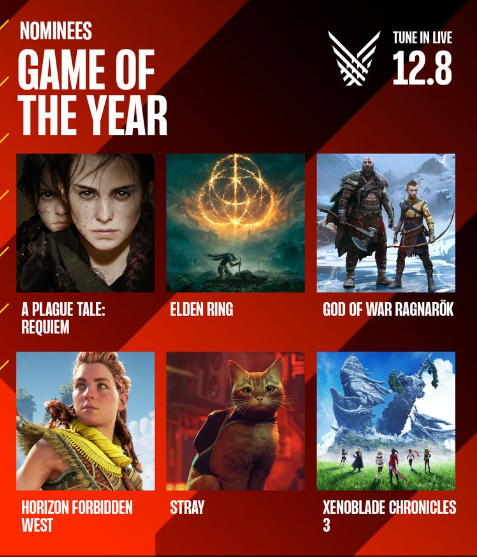 NOMINEES
GAME OF
THE YEAR
TUNE IN LIVE
12.8
A PLAGUE TALE:
REQUIEM
ELDEN RING
GOD OF WAR RAGNARÖK
HORIZON FORBIDDEN
WEST
STRAY
XENOBLADE CHRONICLES
3